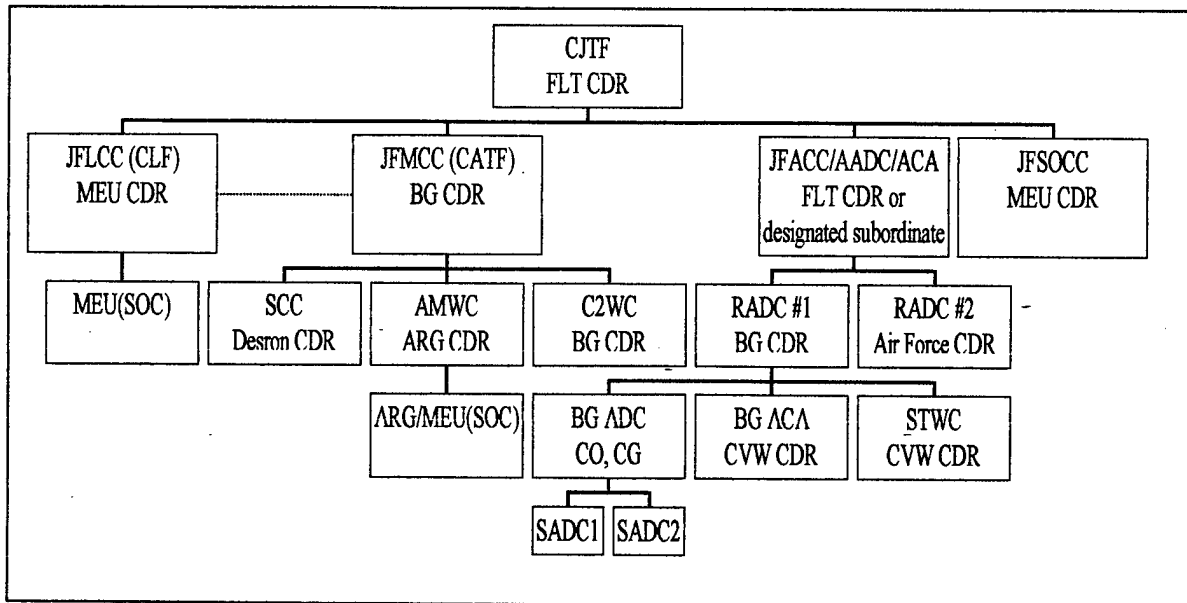 CJTF
FLT CDR
JFLCC (CLF)
MEU CDR
JFMCC (CATF)
BG CDR
JFACC/AADC/ACA
FLT CDR or
designated subordinate
JFSOCC
MEU CDR
MEU(SOC)
SCC
Desron CDR
AMWC
ARG CDR
C2WC
BG CDR
RADC #1
BG CDR
RADC #2
Air Force CDR
ARG/MEU(SOC)
BG ADC
CO, CG
BG ACA
CVW CDR
STWC
CVW CDR
SADC1
SADC2